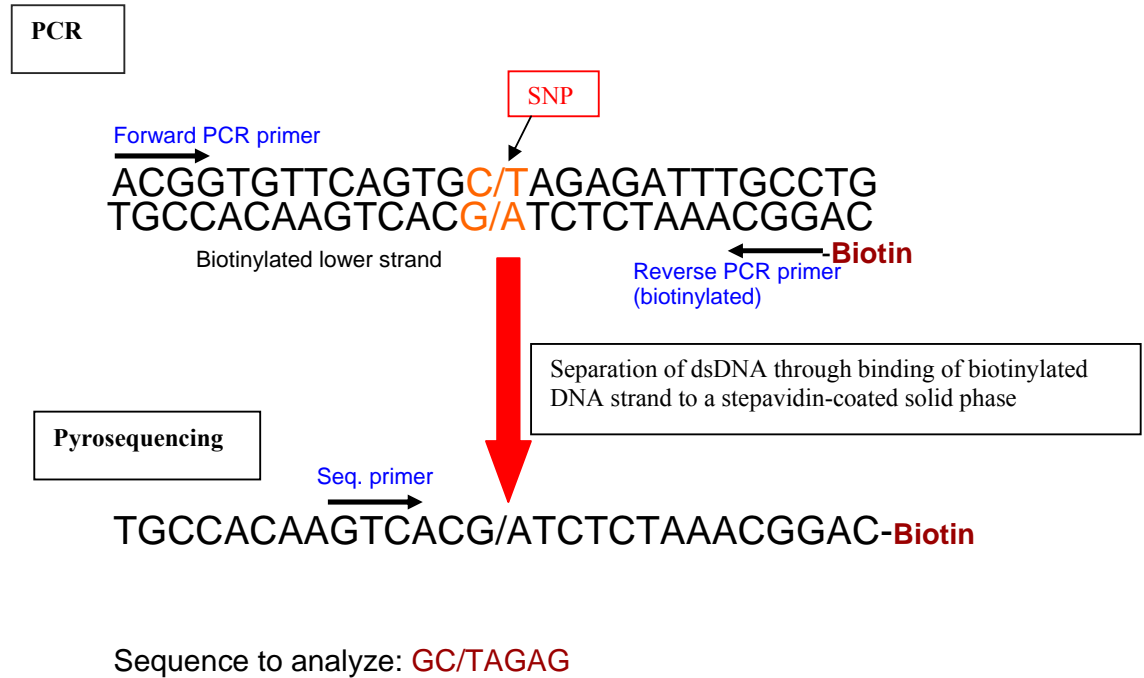 PCR
SNP
Forward PCR primer
ACGGTGTTCAGTGC/TAGAGATTTGCCTG
TGCCACAAGTCACG/ATCTCTAAACGGAC
-Biotin
Biotinylated lower strand
Reverse PCR primer
(biotinylated)
Separation of dsDNA through binding of biotinylated
DNA strand to a stepavidin-coated solid phase
Pyrosequencing
Seq. primer
TGCCACAAGTCACG/ATCTCTAAACGGAC-Biotin
Sequence to analyze: GC/TAGAG